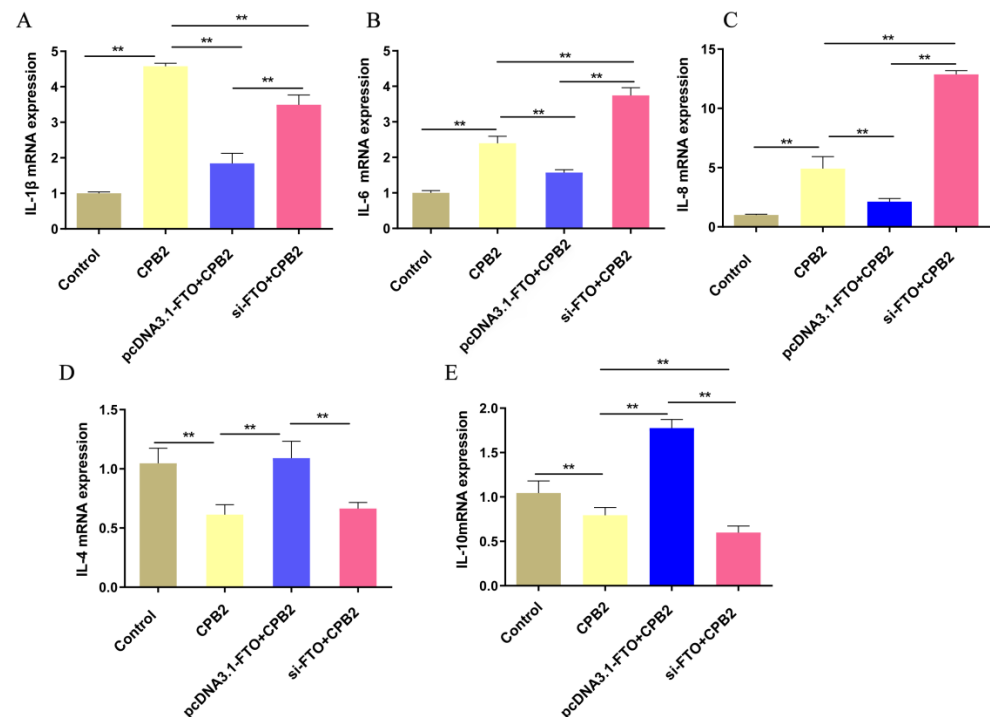 A
**
**
**
**
IL-1β mRNA expression
5
4
3
2
1
0
Control
CPB2
pcDNA3.1-FTO+CPB2
si-FTO+CPB2
B
**
**
**
**
IL-6 mRNA expression
5
4
3
2
1
0
Control
CPB2
pcDNA3.1-FTO+CPB2
si-FTO+CPB2
C
**
**
**
**
IL-8 mRNA expression
15
10
5
0
Control
CPB2
pcDNA3.1-FTO+CPB2
si-FTO+CPB2
D
**
**
**
IL-4 mRNA expression
1.5
1.0
0.5
0.0
Control
CPB2
pcDNA3.1-FTO+CPB2
si-FTO+CPB2
E
**
**
**
**
IL-10mRNA expression
2.0
1.5
1.0
0.5
0.0
Control
CPB2
pcDNA3.1-FTO+CPB2
si-FTO+CPB2